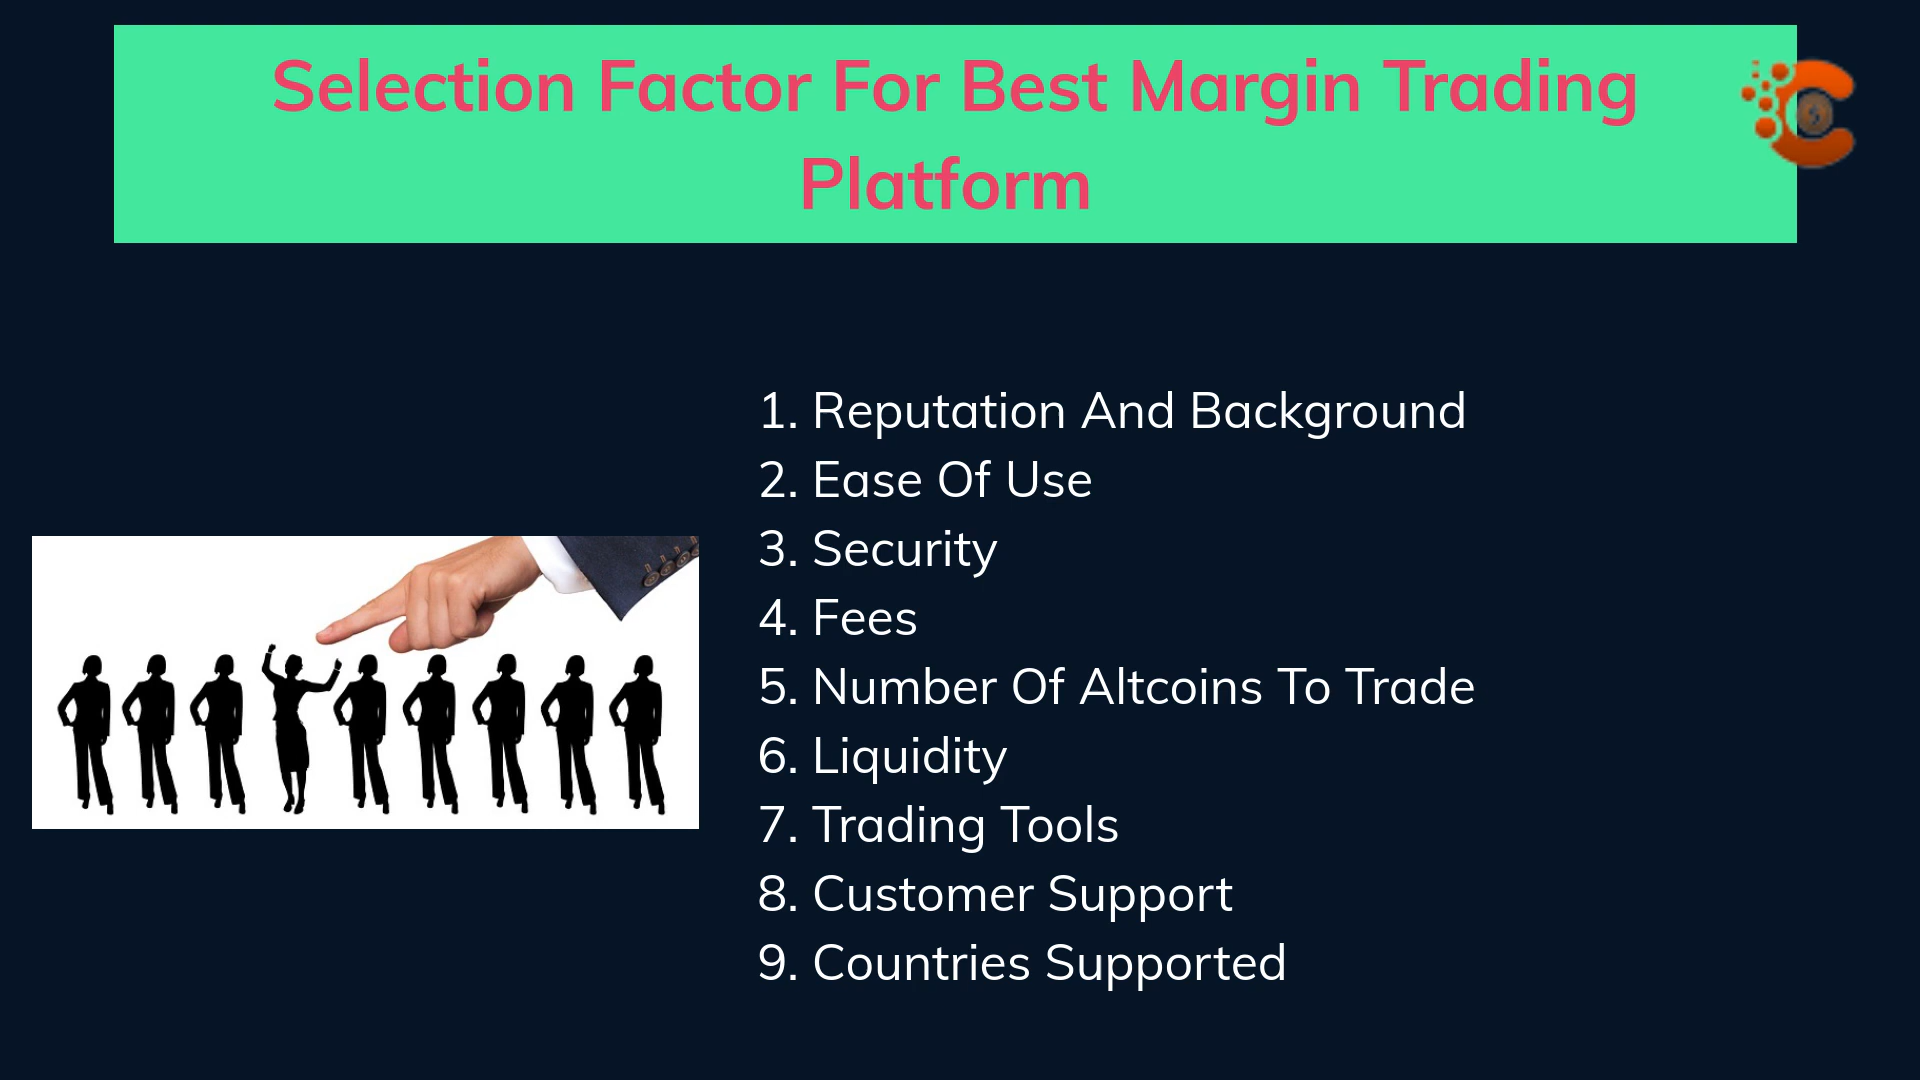 Selection Factor For Best Margin Trading
Platform
1. Reputation And Background
2. Ease Of Use
3. Security
4. Fees
5. Number Of Altcoins To Trade
6. Liquidity
7. Trading Tools
8. Customer Support
9. Countries Supported